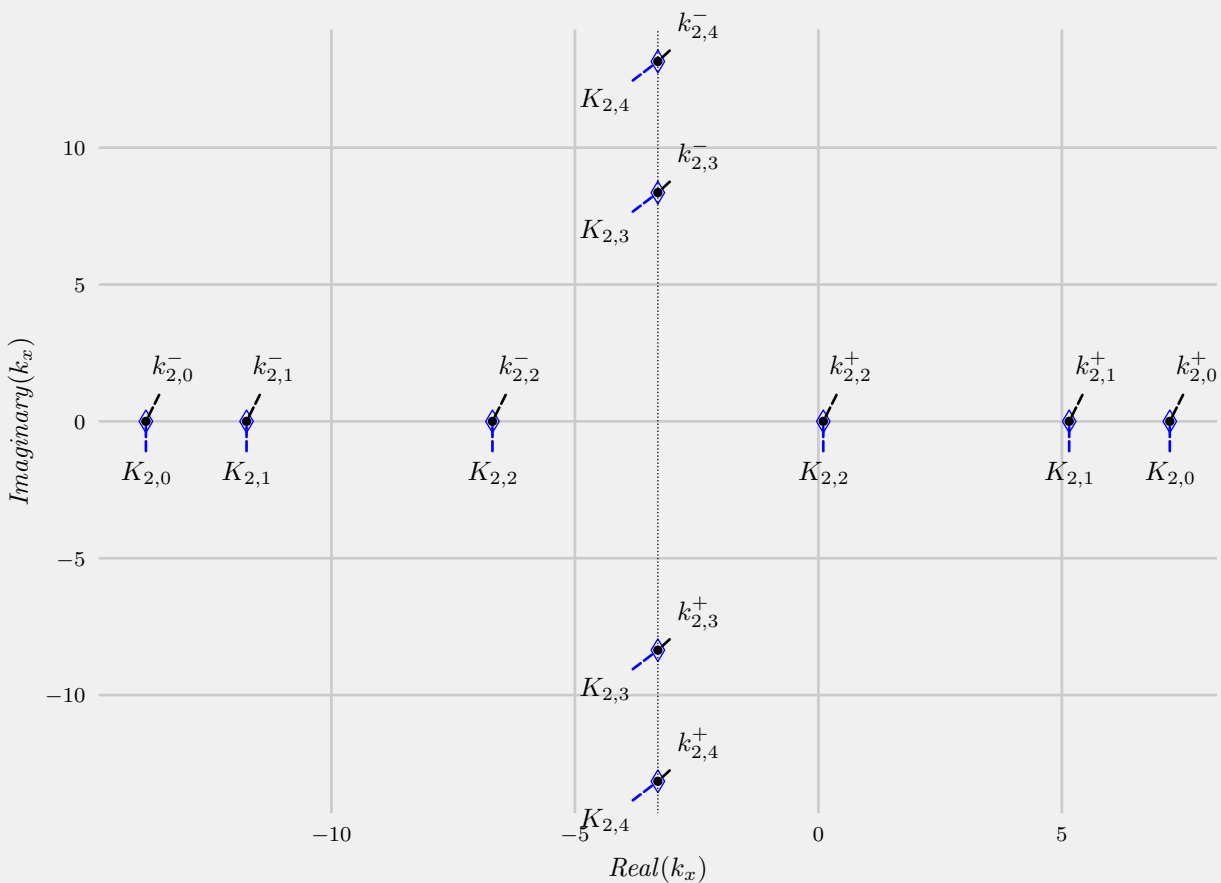 k⁻₂,₄
K₂,₄
10
k⁻₂,₃
K₂,₃
5
k⁻₂,₀ k⁻₂,₁ k⁻₂,₂ k⁺₂,₂ k⁺₂,₁ k⁺₂,₀
0
K₂,₀ K₂,₁ K₂,₂ K₂,₂ K₂,₁ K₂,₀
Imaginary(kₓ)
−5
k⁺₂,₃
K₂,₃
−10
k⁺₂,₄
K₂,₄
−10 −5 0 5
Real(kₓ)